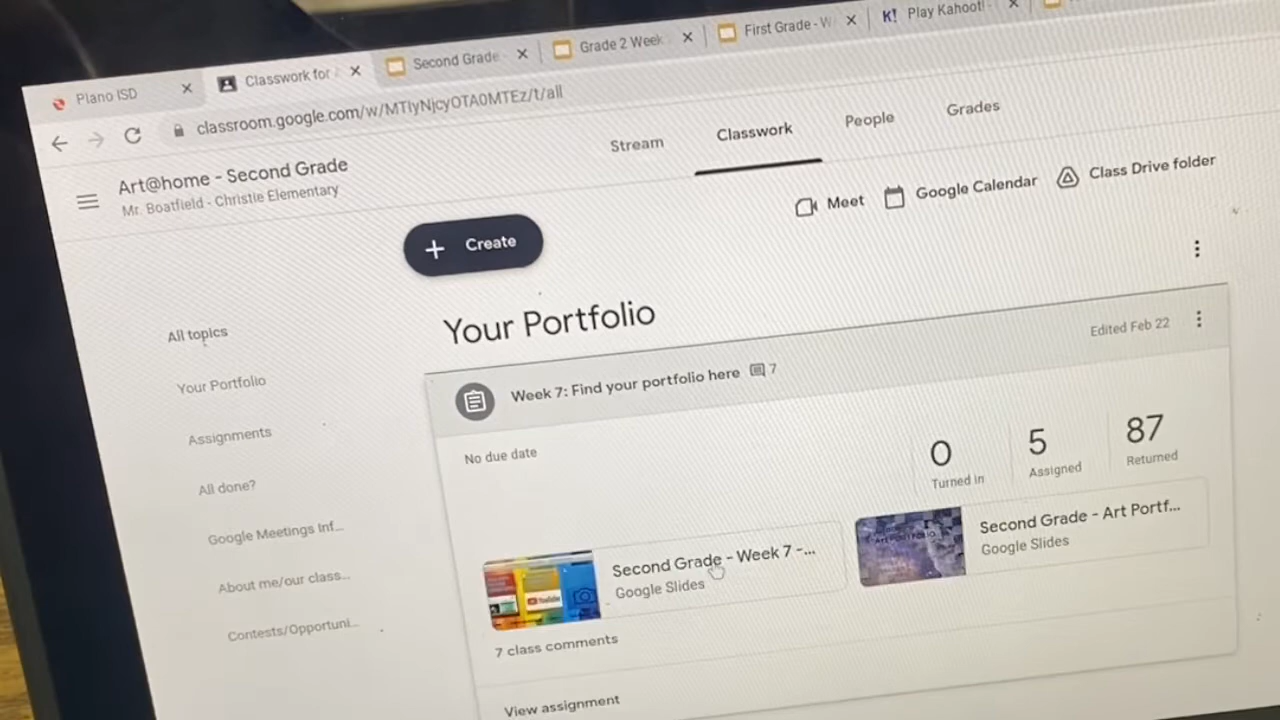 Plano ISD
Classwork for
Second Grade
Grade 2 Week
First Grade - W
K! Play Kahoot! -
classroom.google.com/w/MTIyNjcyOTA0MTEz/t/all
Art@home - Second Grade
Mr. Boatfield - Christie Elementary
Stream
Classwork
People
Grades
Meet
Google Calendar
Class Drive folder
+ Create
All topics
Your Portfolio
Assignments
All done?
Google Meetings Inf...
About me/our class...
Contests/Opportuni...
Your Portfolio
Week 7: Find your portfolio here 7
Edited Feb 22
No due date
0
Turned in
5
Assigned
87
Returned
Second Grade - Week 7 -...
Google Slides
YouTube
Second Grade - Art Portf...
Google Slides
ART PORTFOLIO
7 class comments
View assignment